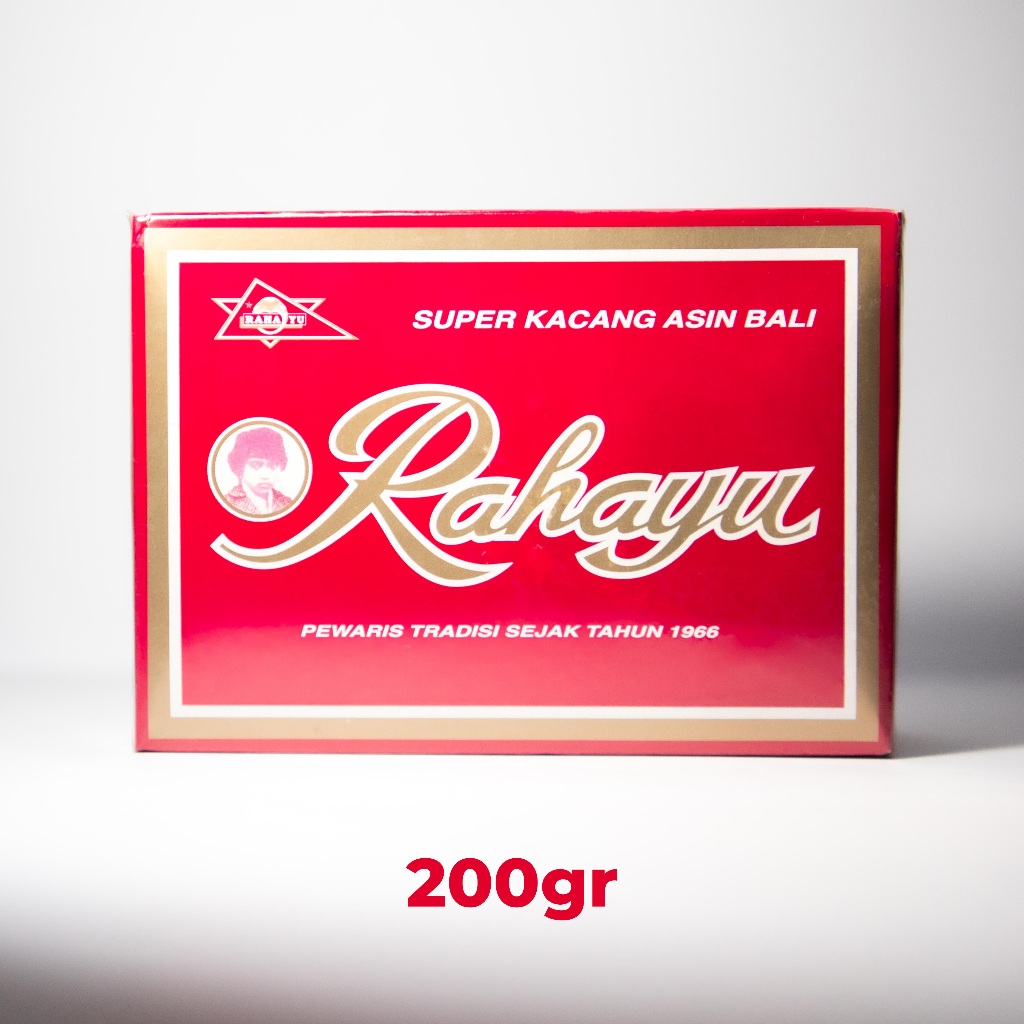 RAHAYU
SUPER KACANG ASIN BALI
Rahayu
PEWARIS TRADISI SEJAK TAHUN 1966
200gr